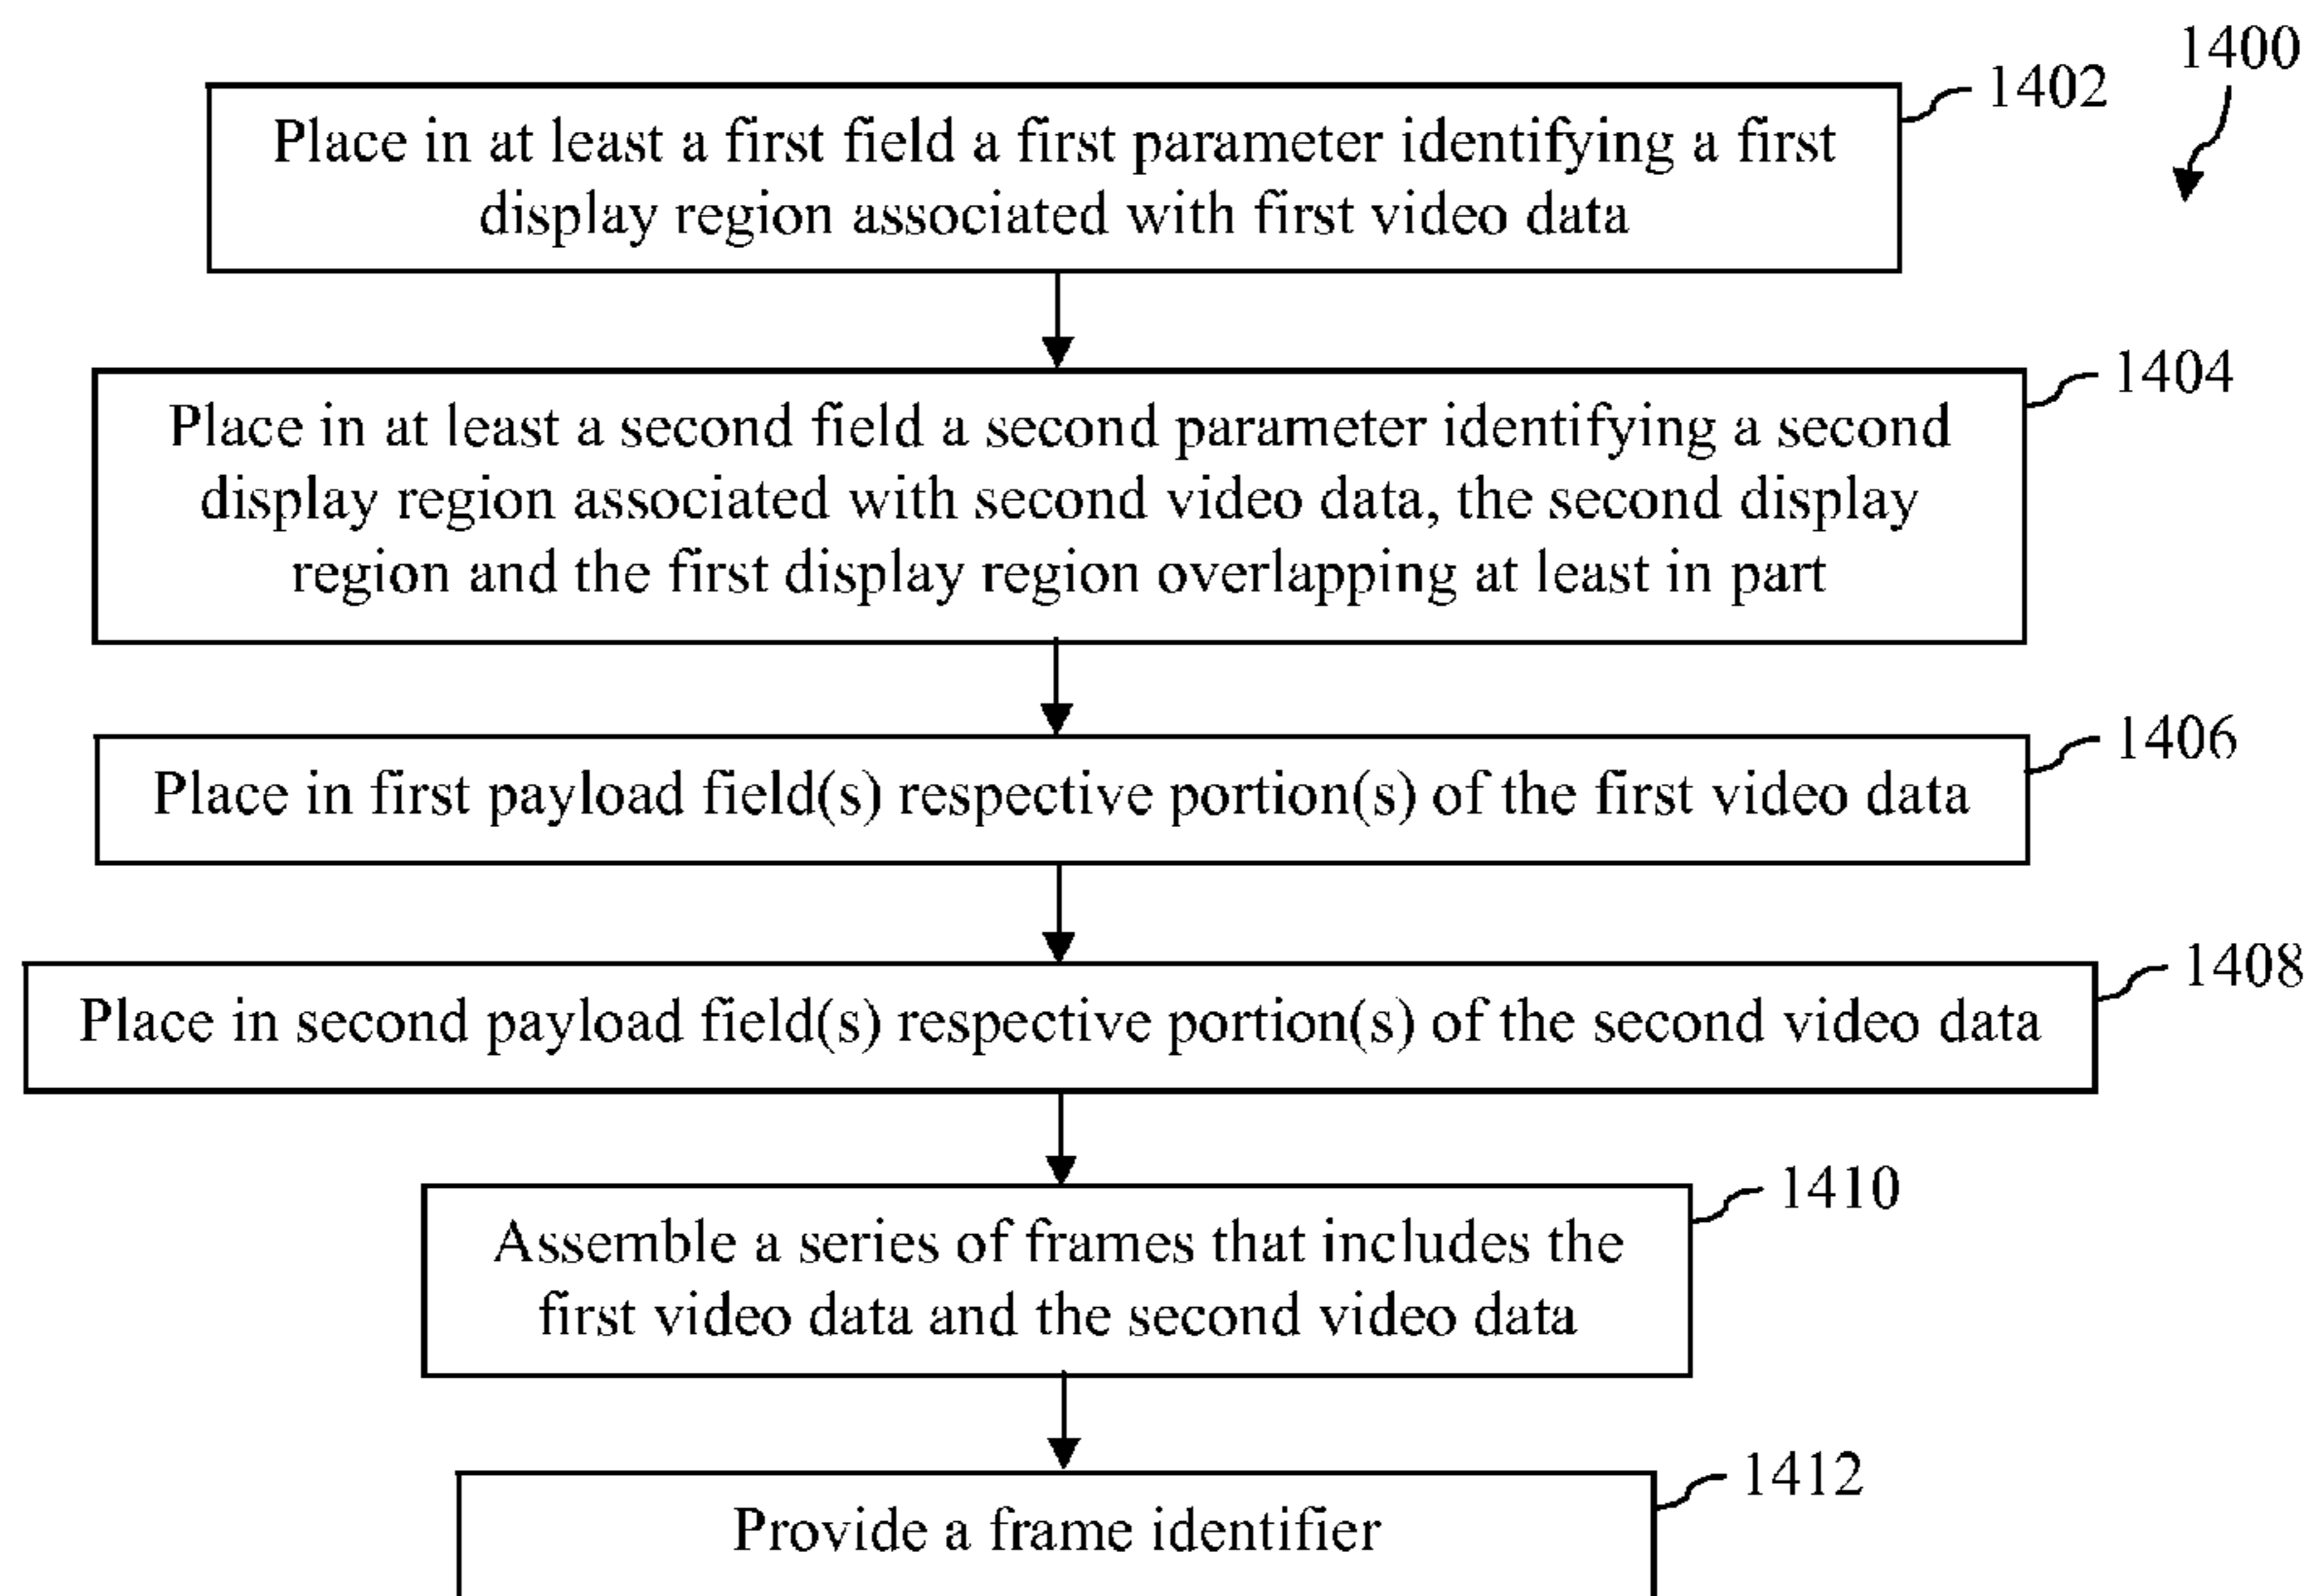 1400
1402
Place in at least a first field a first parameter identifying a first
display region associated with first video data
1404
Place in at least a second field a second parameter identifying a second
display region associated with second video data, the second display
region and the first display region overlapping at least in part
1406
Place in first payload field(s) respective portion(s) of the first video data
1408
Place in second payload field(s) respective portion(s) of the second video data
1410
Assemble a series of frames that includes the
first video data and the second video data
1412
Provide a frame identifier